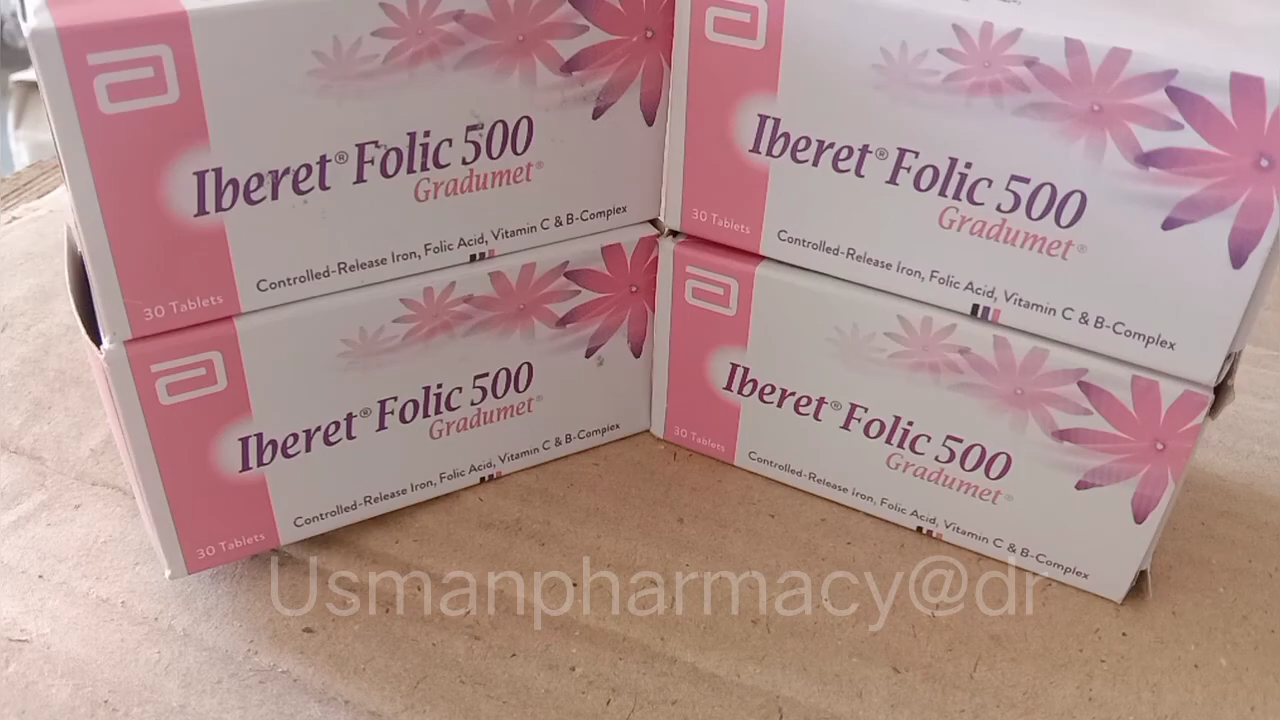 Iberet® Folic 500
Gradumet®
Controlled-Release Iron, Folic Acid, Vitamin C & B-Complex
30 Tablets
Iberet® Folic 500
Gradumet®
Controlled-Release Iron, Folic Acid, Vitamin C & B-Complex
30 Tablets
Iberet® Folic 500
Gradumet®
Controlled-Release Iron, Folic Acid, Vitamin C & B-Complex
30 Tablets
Iberet® Folic 500
Gradumet®
Controlled-Release Iron, Folic Acid, Vitamin C & B-Complex
30 Tablets
Usmanpharmacy@dr